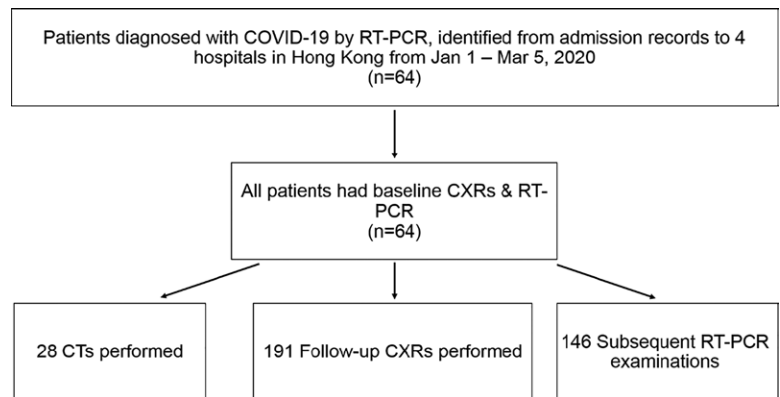 Patients diagnosed with COVID-19 by RT-PCR, identified from admission records to 4
hospitals in Hong Kong from Jan 1 – Mar 5, 2020
(n=64)
All patients had baseline CXRs & RT-
PCR
(n=64)
28 CTs performed
191 Follow-up CXRs performed
146 Subsequent RT-PCR
examinations